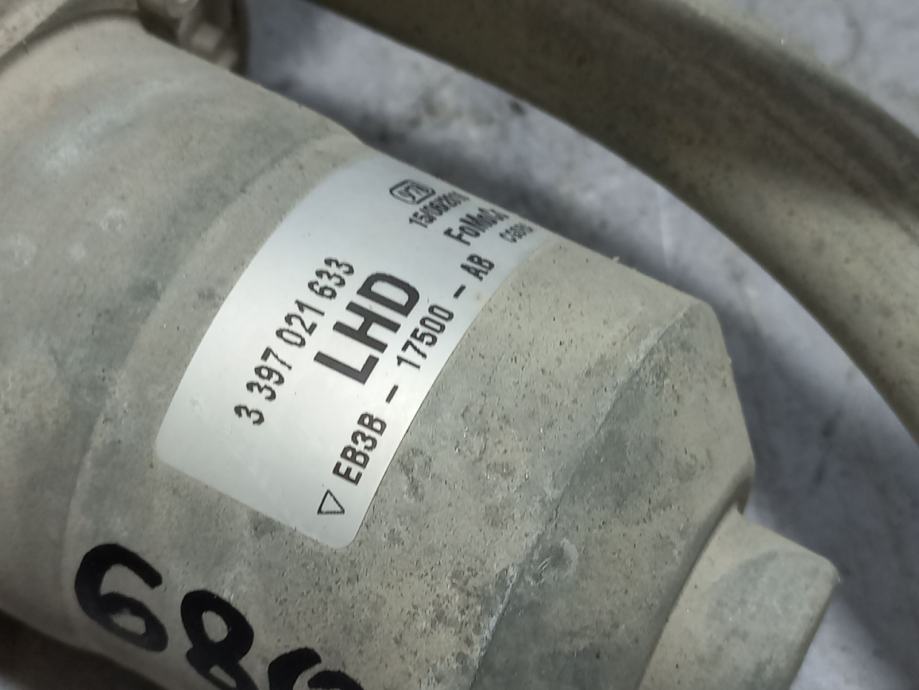 3 397 021 633
LHD
EB3B - 17500 - AB
FoMoCo
68